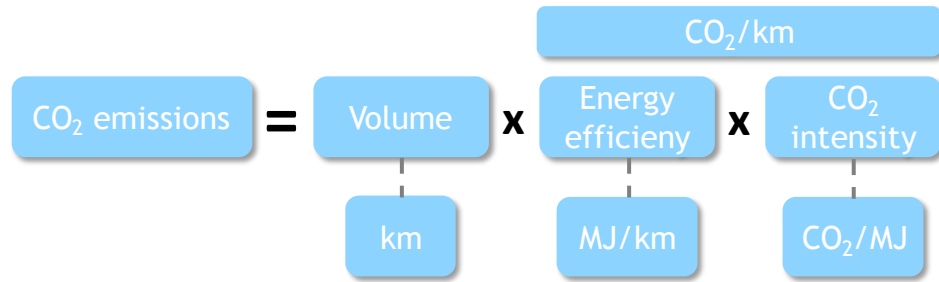 CO₂/km
CO₂ emissions = Volume x Energy efficieny x CO₂ intensity
km MJ/km CO₂/MJ